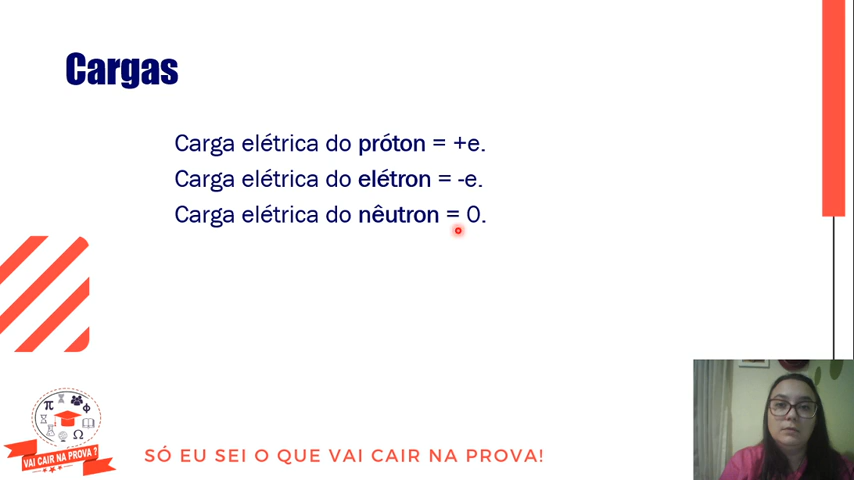 Cargas
Carga elétrica do próton = +e.
Carga elétrica do elétron = -e.
Carga elétrica do nêutron = 0.
π
Φ
Ω
VAI CAIR NA PROVA ?
SÓ EU SEI O QUE VAI CAIR NA PROVA!